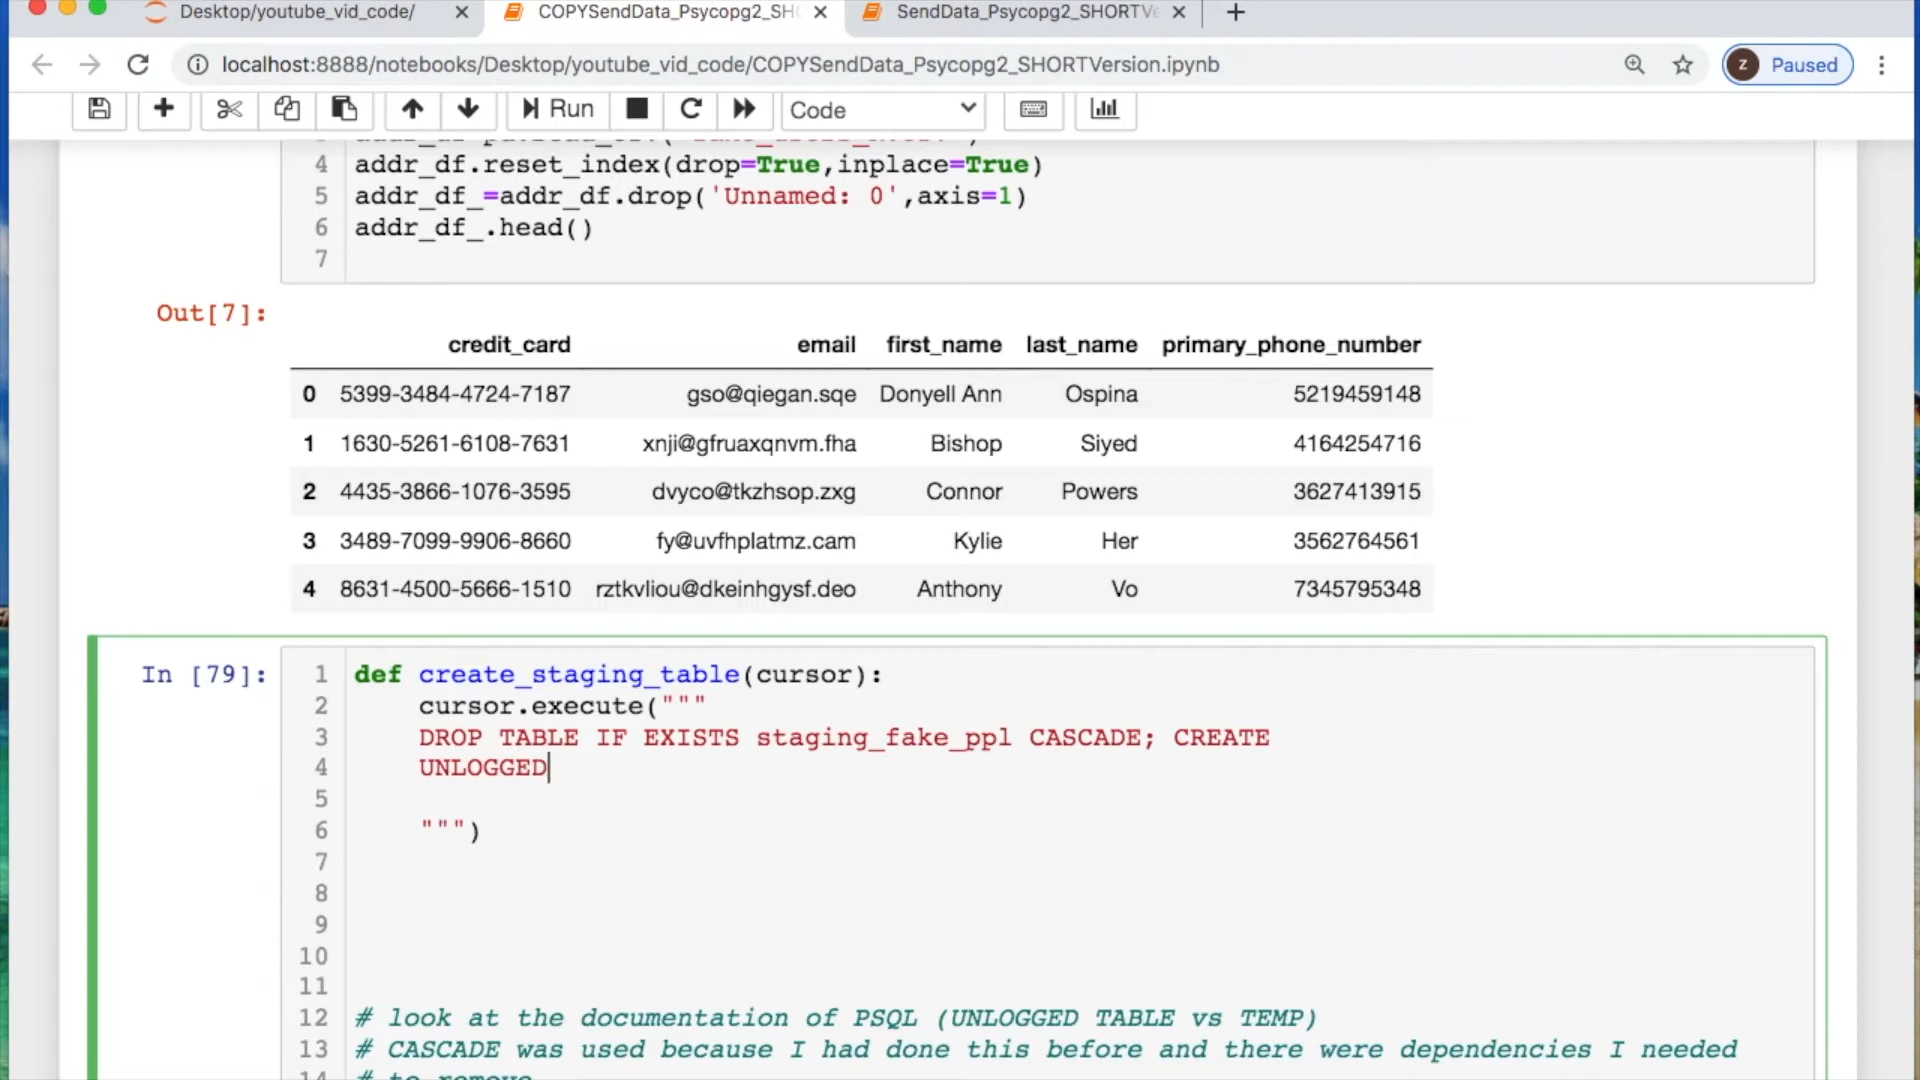 Desktop/youtube_vid_code/
COPYSendData_Psycopg2_SH
SendData_Psycopg2_SHORTVe
localhost:8888/notebooks/Desktop/youtube_vid_code/COPYSendData_Psycopg2_SHORTVersion.ipynb
z Paused
Run
Code
4 addr_df.reset_index(drop=True,inplace=True)
5 addr_df_=addr_df.drop('Unnamed: 0',axis=1)
6 addr_df_.head()
7
Out[7]:
credit_card email first_name last_name primary_phone_number
0 5399-3484-4724-7187 gso@qiegan.sqe Donyell Ann Ospina 5219459148
1 1630-5261-6108-7631 xnji@gfruaxqnvm.fha Bishop Siyed 4164254716
2 4435-3866-1076-3595 dvyco@tkzhsop.zxg Connor Powers 3627413915
3 3489-7099-9906-8660 fy@uvfhplatmz.cam Kylie Her 3562764561
4 8631-4500-5666-1510 rztkvliou@dkeinhgysf.deo Anthony Vo 7345795348
In [79]:
1 def create_staging_table(cursor):
2 cursor.execute("""
3 DROP TABLE IF EXISTS staging_fake_ppl CASCADE; CREATE
4 UNLOGGED
5
6 """)
7
8
9
10
11
12 # look at the documentation of PSQL (UNLOGGED TABLE vs TEMP)
13 # CASCADE was used because I had done this before and there were dependencies I needed
14 # to remove